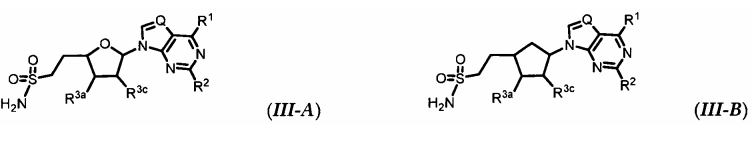 Q R¹
O N N
O=S=O N N R²
H₂N R³ᵃ R³ᶜ (III-A)
Q R¹
N N
O=S=O N N R²
H₂N R³ᵃ R³ᶜ (III-B)